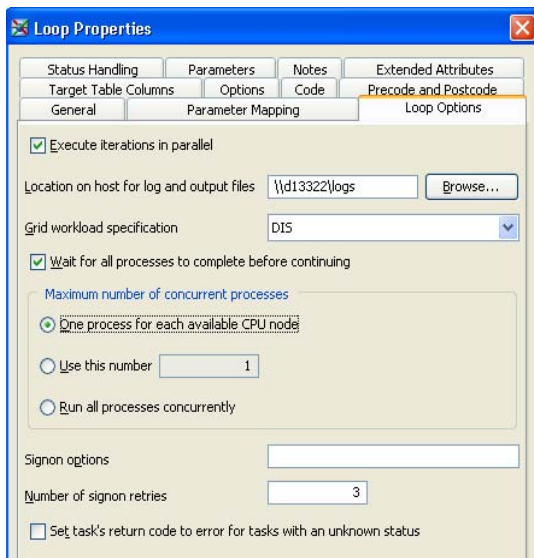 Loop Properties
Status Handling Parameters Notes Extended Attributes
Target Table Columns Options Code Precode and Postcode
General Parameter Mapping Loop Options
Execute iterations in parallel
Location on host for log and output files \\d13322\logs Browse...
Grid workload specification DIS
Wait for all processes to complete before continuing
Maximum number of concurrent processes
One process for each available CPU node
Use this number 1
Run all processes concurrently
Signon options
Number of signon retries 3
Set task's return code to error for tasks with an unknown status